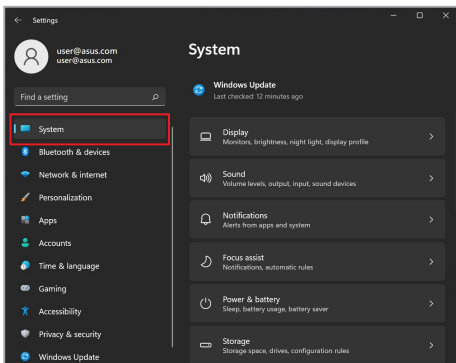 Settings
user@asus.com
user@asus.com
Find a setting
System
Bluetooth & devices
Network & internet
Personalization
Apps
Accounts
Time & language
Gaming
Accessibility
Privacy & security
Windows Update
System
Windows Update
Last checked: 12 minutes ago
Display
Monitors, brightness, night light, display profile
Sound
Volume levels, output, input, sound devices
Notifications
Alerts from apps and system
Focus assist
Notifications, automatic rules
Power & battery
Sleep, battery usage, battery saver
Storage
Storage space, drives, configuration rules